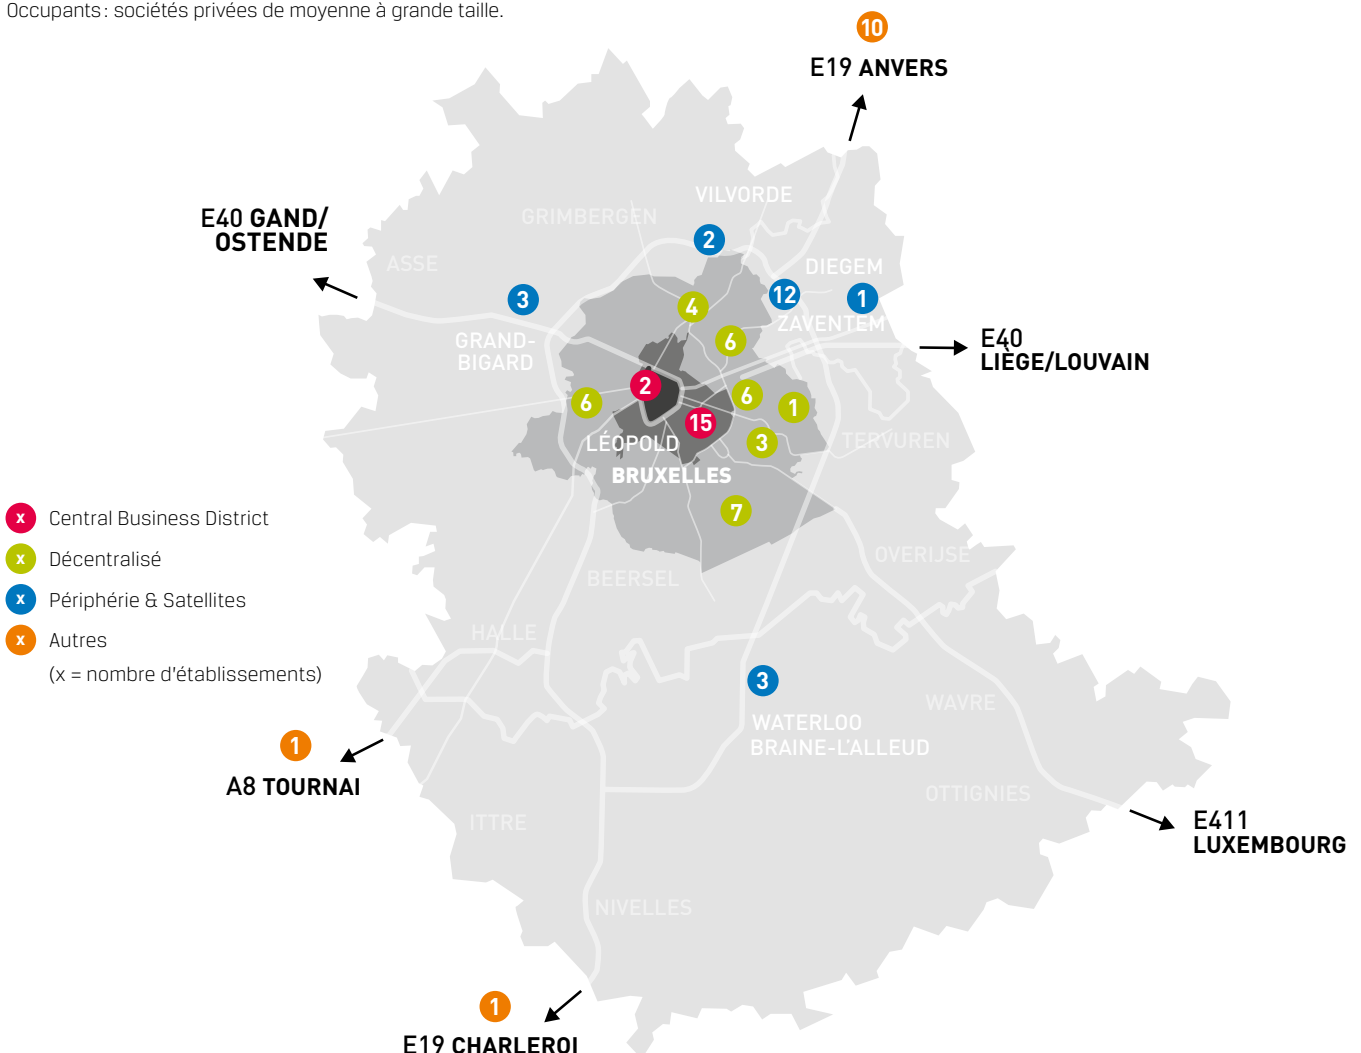 Occupants : sociétés privées de moyenne à grande taille.
10
E19 ANVERS
VILVORDE
GRIMBERGEN
E40 GAND/
OSTENDE
2
ASSE
DIEGEM
12
1
3
4
ZAVENTEM
GRAND-
BIGARD
6
E40
LIÈGE/LOUVAIN
2
6
6
1
15
LÉOPOLD
3
TERVUREN
BRUXELLES
7
x Central Business District
x Décentralisé
x Périphérie & Satellites
x Autres
(x = nombre d'établissements)
OVERIJSE
BEERSEL
HALLE
3
WAVRE
WATERLOO
BRAINE-L'ALLEUD
1
A8 TOURNAI
OTTIGNIES
ITTRE
E411
LUXEMBOURG
NIVELLES
1
E19 CHARLEROI